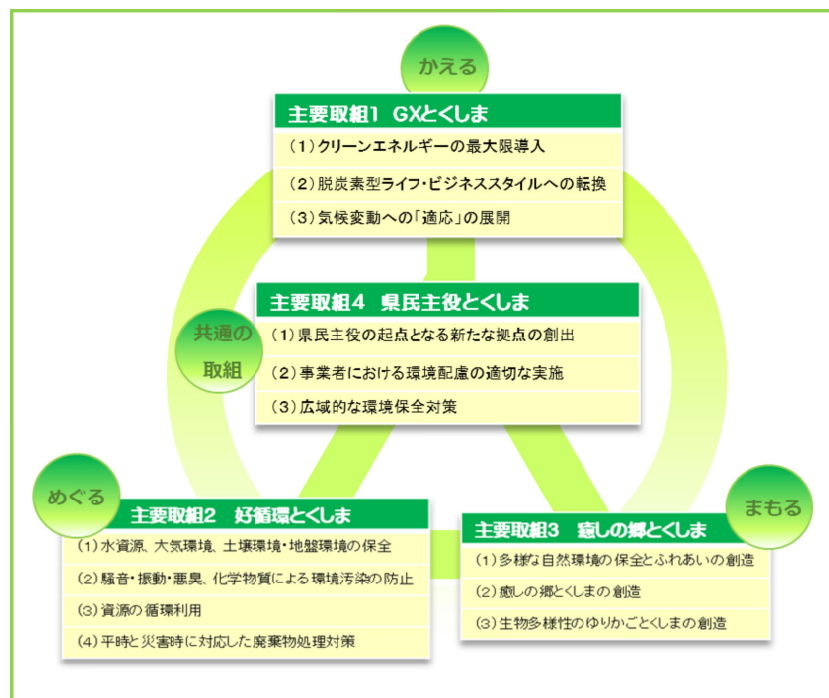 かえる
主要取組1 GXとくしま
(1)クリーンエネルギーの最大限導入
(2)脱炭素型ライフ・ビジネススタイルへの転換
(3)気候変動への「適応」の展開
共通の
取組
主要取組4 県民主役とくしま
(1)県民主役の起点となる新たな拠点の創出
(2)事業者における環境配慮の適切な実施
(3)広域的な環境保全対策
めぐる
主要取組2 好循環とくしま
(1)水資源、大気環境、土壌環境・地盤環境の保全
(2)騒音・振動・悪臭、化学物質による環境汚染の防止
(3)資源の循環利用
(4)平時と災害時に対応した廃棄物処理対策
まもる
主要取組3 癒しの郷とくしま
(1)多様な自然環境の保全とふれあいの創造
(2)癒しの郷とくしまの創造
(3)生物多様性のゆりかごとくしまの創造